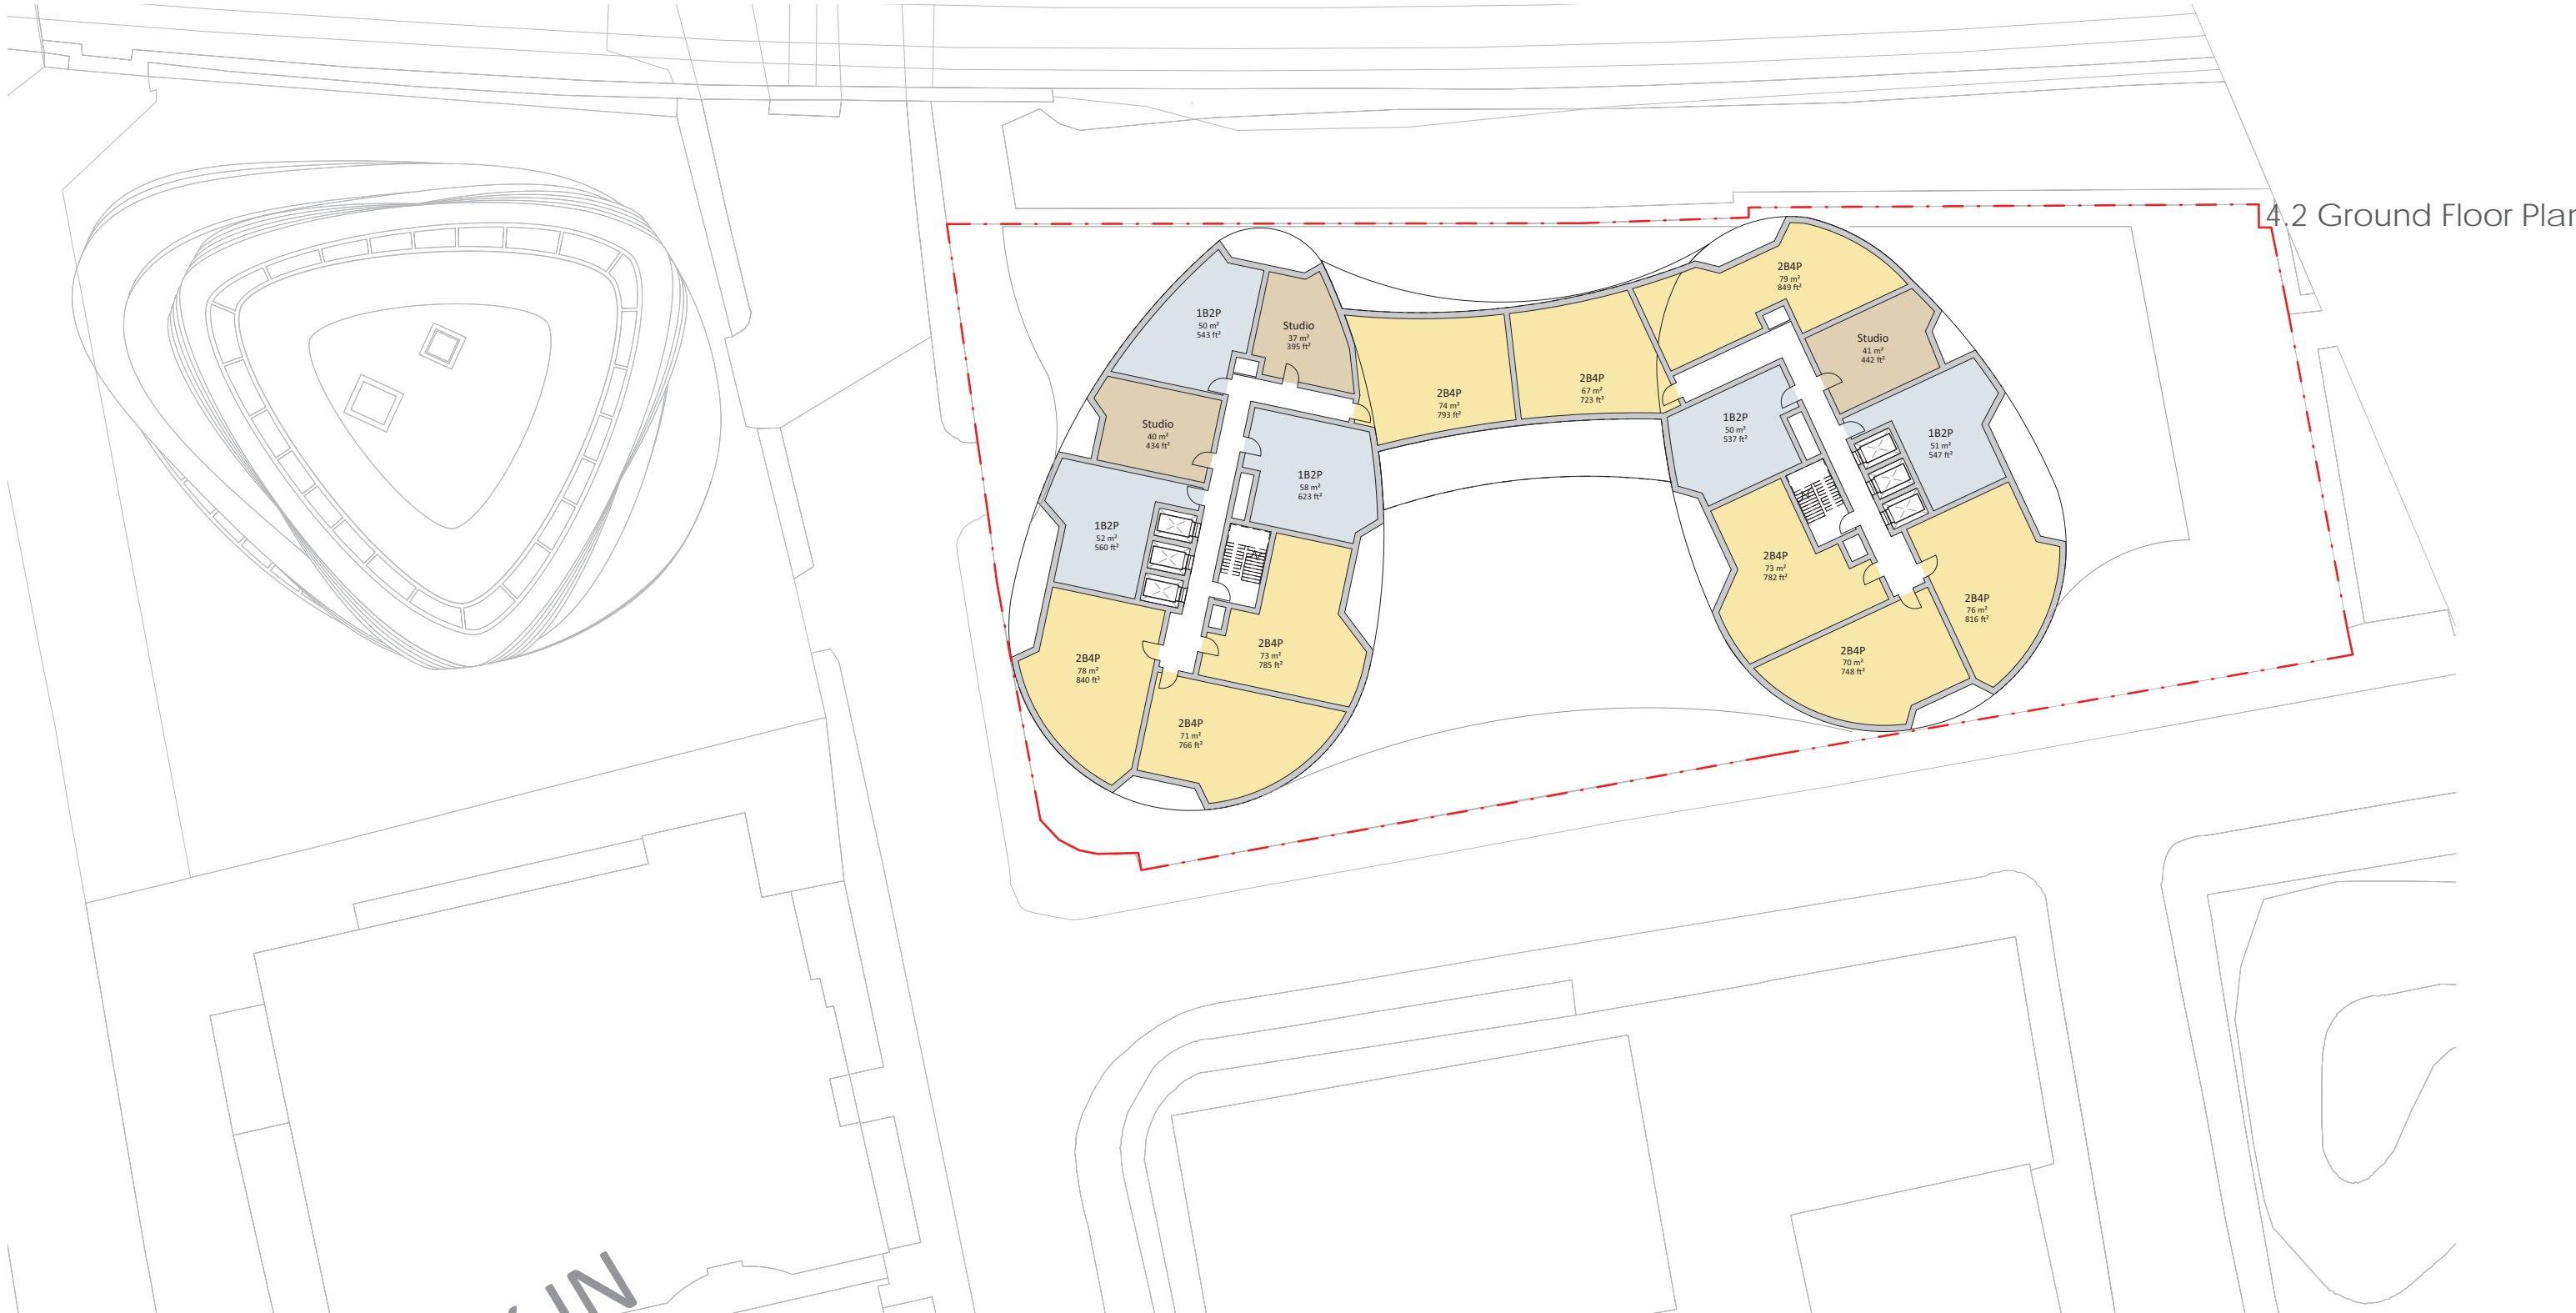 4.2 Ground Floor Plan
2B4P
79 m²
849 ft²
1B2P
50 m²
543 ft²
Studio
37 m²
395 ft²
Studio
41 m²
442 ft²
2B4P
74 m²
793 ft²
2B4P
67 m²
723 ft²
Studio
40 m²
434 ft²
1B2P
50 m²
537 ft²
1B2P
51 m²
547 ft²
1B2P
58 m²
623 ft²
1B2P
52 m²
560 ft²
2B4P
73 m²
782 ft²
2B4P
76 m²
816 ft²
2B4P
78 m²
840 ft²
2B4P
73 m²
785 ft²
2B4P
70 m²
748 ft²
2B4P
71 m²
766 ft²
IN